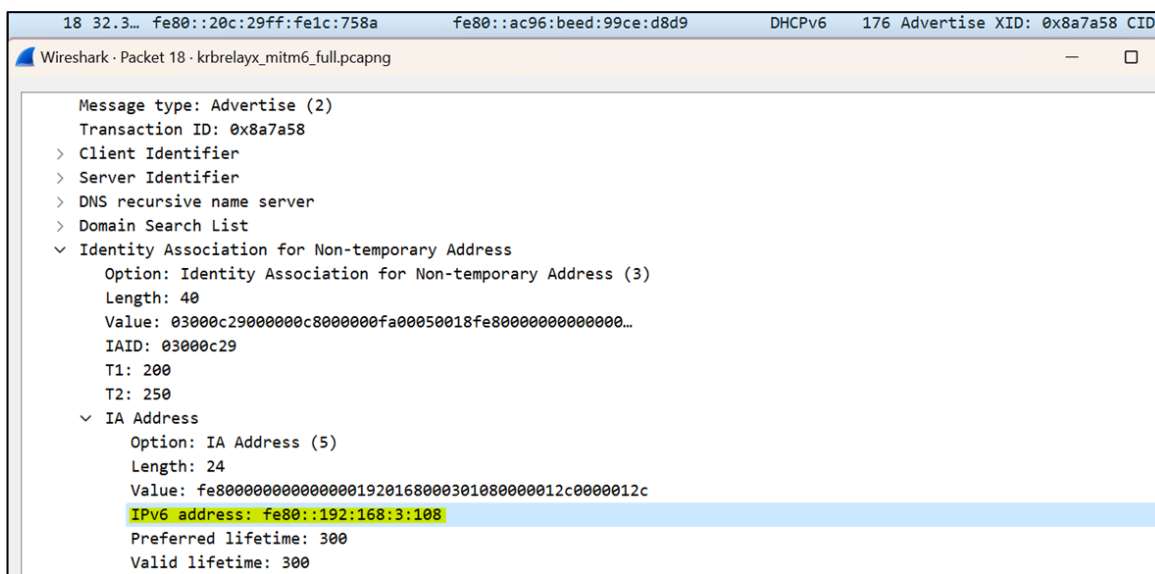 18 32.3… fe80::20c:29ff:fe1c:758a fe80::ac96:beed:99ce:d8d9 DHCPv6 176 Advertise XID: 0x8a7a58 CID
Wireshark · Packet 18 · krbrelayx_mitm6_full.pcapng
Message type: Advertise (2)
Transaction ID: 0x8a7a58
Client Identifier
Server Identifier
DNS recursive name server
Domain Search List
Identity Association for Non-temporary Address
Option: Identity Association for Non-temporary Address (3)
Length: 40
Value: 03000c29000000c8000000fa00050018fe80000000000000…
IAID: 03000c29
T1: 200
T2: 250
IA Address
Option: IA Address (5)
Length: 24
Value: fe800000000000000192016800030108​0000012c0000012c
IPv6 address: fe80::192:168:3:108
Preferred lifetime: 300
Valid lifetime: 300